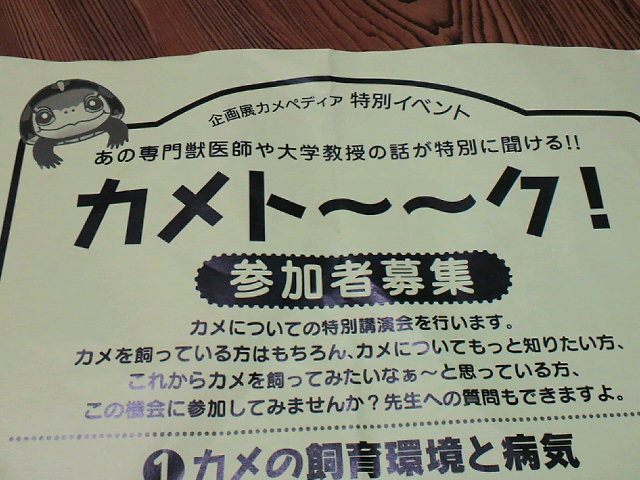 企画展カメペディア 特別イベント
あの専門獣医師や大学教授の話が特別に聞ける!!
カメト〜〜ク!
参加者募集
カメについての特別講演会を行います。
カメを飼っている方はもちろん、カメについてもっと知りたい方、
これからカメを飼ってみたいなぁ〜と思っている方、
この機会に参加してみませんか?先生への質問もできますよ。
❶カメの飼育環境と病気